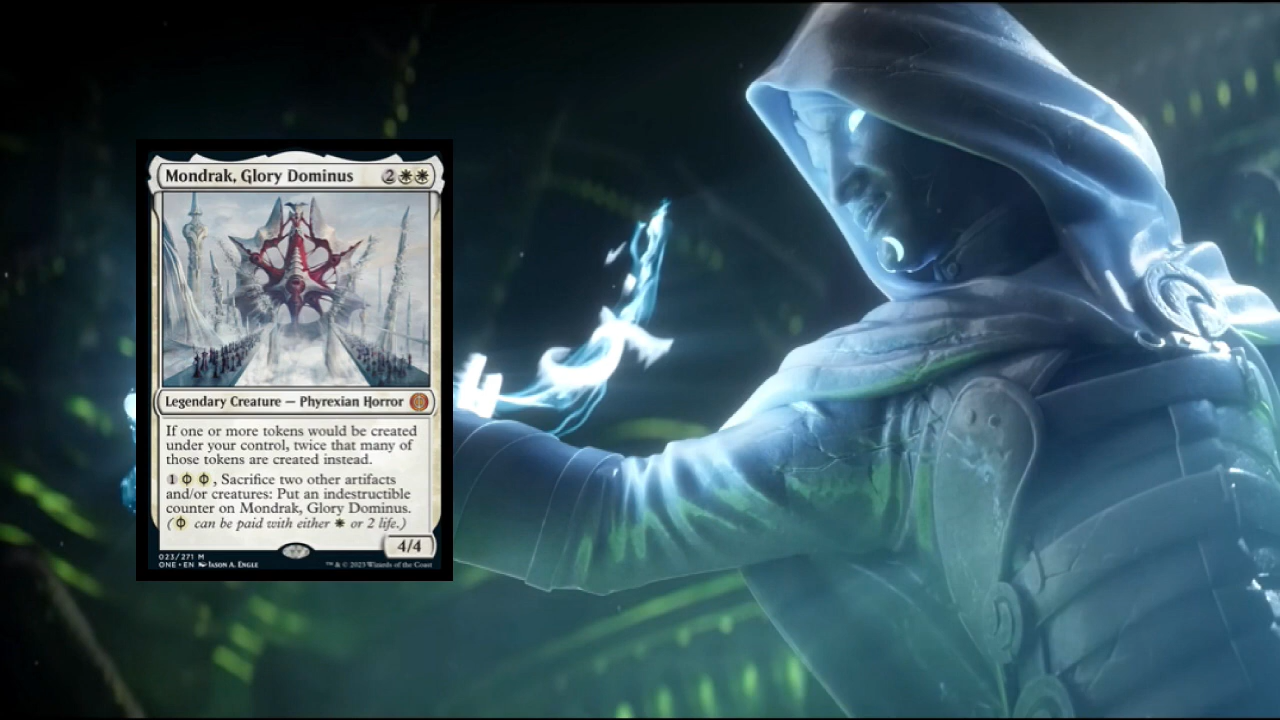 Mondrak, Glory Dominus 2
Legendary Creature — Phyrexian Horror
If one or more tokens would be created
under your control, twice that many of
those tokens are created instead.
1 , Sacrifice two other artifacts
and/or creatures: Put an indestructible
counter on Mondrak, Glory Dominus.
( can be paid with either or 2 life.)
4/4
023/271 M
ONE • EN JASON A. ENGLE
™ & © 2023 Wizards of the Coast